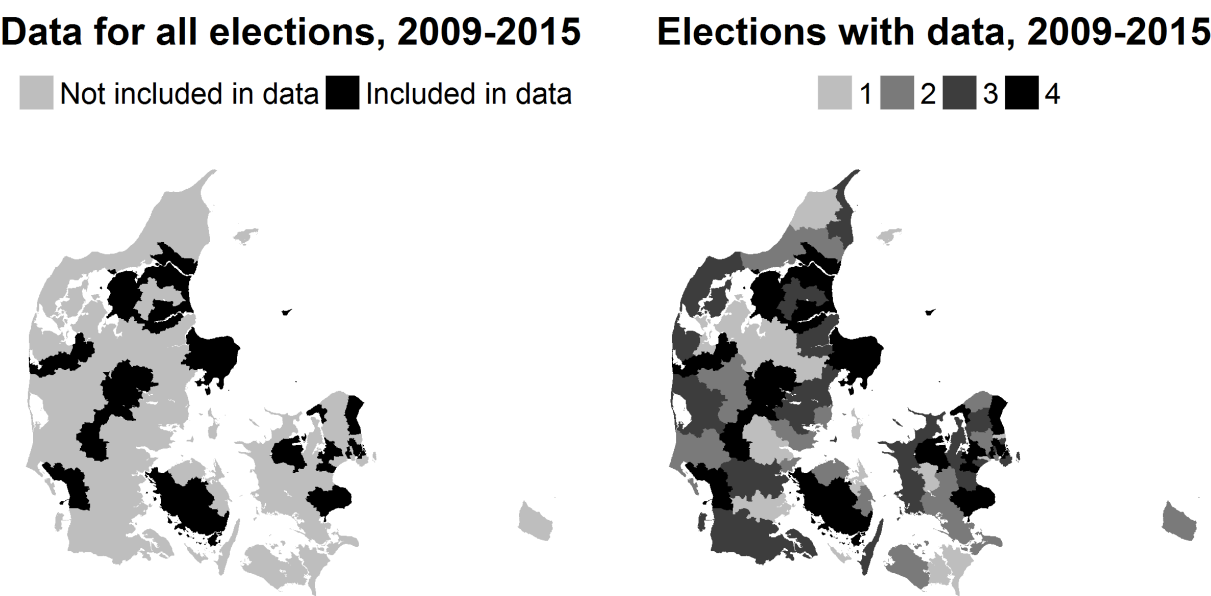 Data for all elections, 2009-2015
Not included in data Included in data
Elections with data, 2009-2015
1 2 3 4